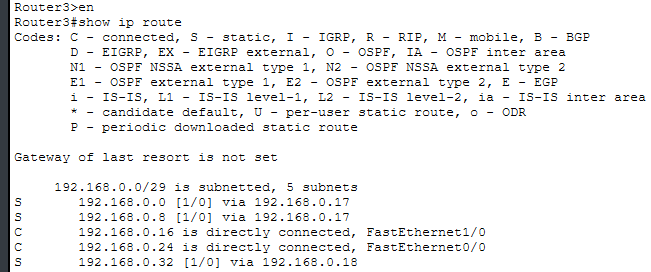 Router3>en
Router3#show ip route
Codes: C - connected, S - static, I - IGRP, R - RIP, M - mobile, B - BGP
       D - EIGRP, EX - EIGRP external, O - OSPF, IA - OSPF inter area
       N1 - OSPF NSSA external type 1, N2 - OSPF NSSA external type 2
       E1 - OSPF external type 1, E2 - OSPF external type 2, E - EGP
       i - IS-IS, L1 - IS-IS level-1, L2 - IS-IS level-2, ia - IS-IS inter area
       * - candidate default, U - per-user static route, o - ODR
       P - periodic downloaded static route

Gateway of last resort is not set

     192.168.0.0/29 is subnetted, 5 subnets
S       192.168.0.0 [1/0] via 192.168.0.17
S       192.168.0.8 [1/0] via 192.168.0.17
C       192.168.0.16 is directly connected, FastEthernet1/0
C       192.168.0.24 is directly connected, FastEthernet0/0
S       192.168.0.32 [1/0] via 192.168.0.18